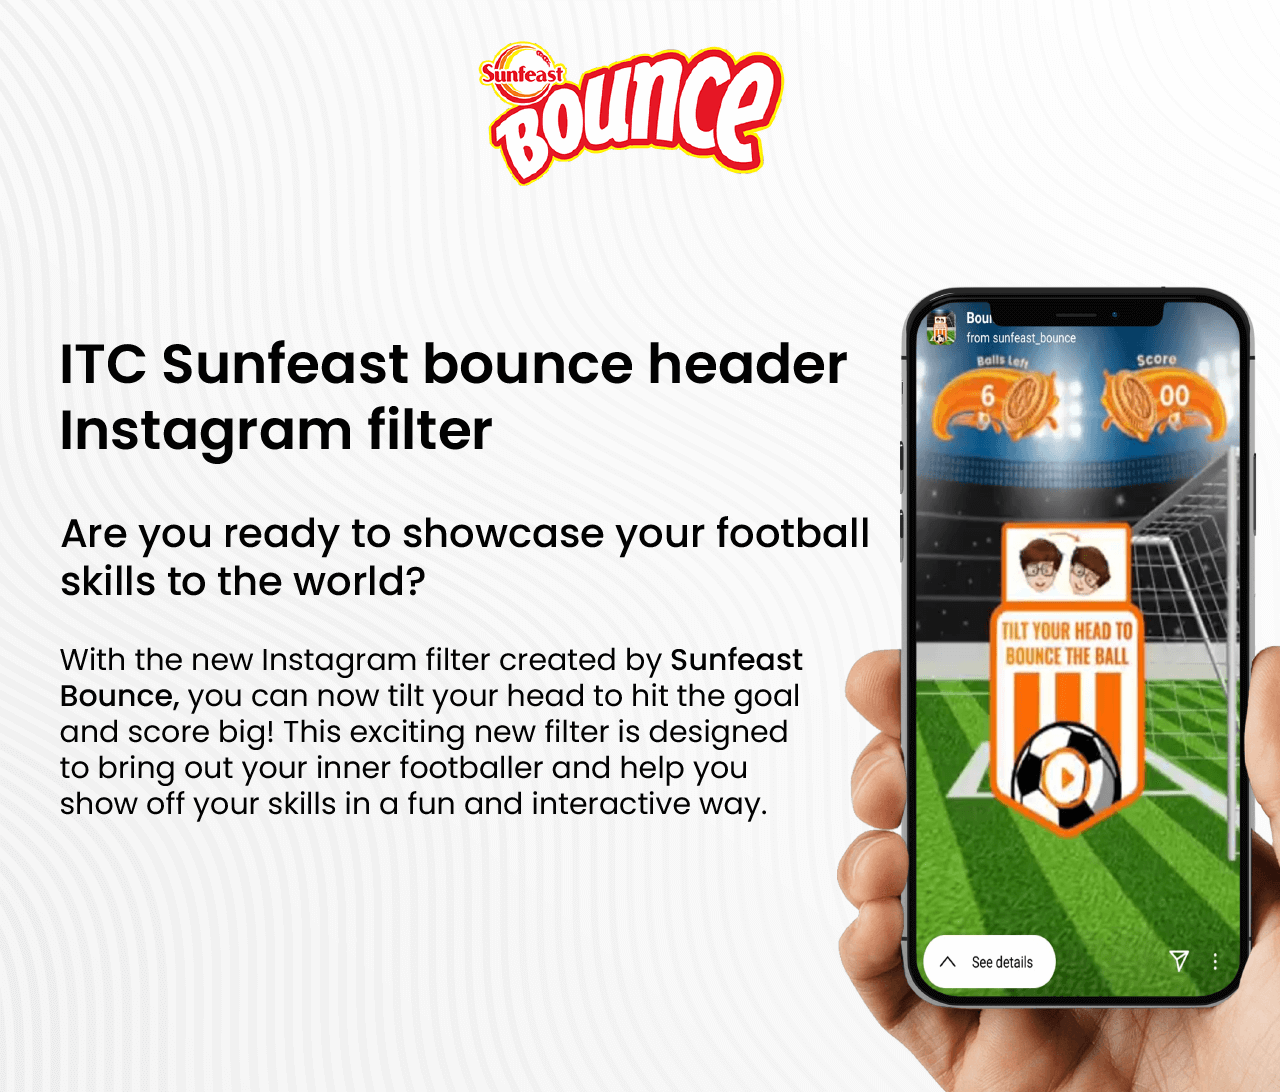 Sunfeast
BOUNCE
ITC Sunfeast bounce header
Instagram filter
Are you ready to showcase your football
skills to the world?
With the new Instagram filter created by Sunfeast
Bounce, you can now tilt your head to hit the goal
and score big! This exciting new filter is designed
to bring out your inner footballer and help you
show off your skills in a fun and interactive way.
Boun
from sunfeast_bounce
Balls Left
6
Score
00
TILT YOUR HEAD TO
BOUNCE THE BALL
See details